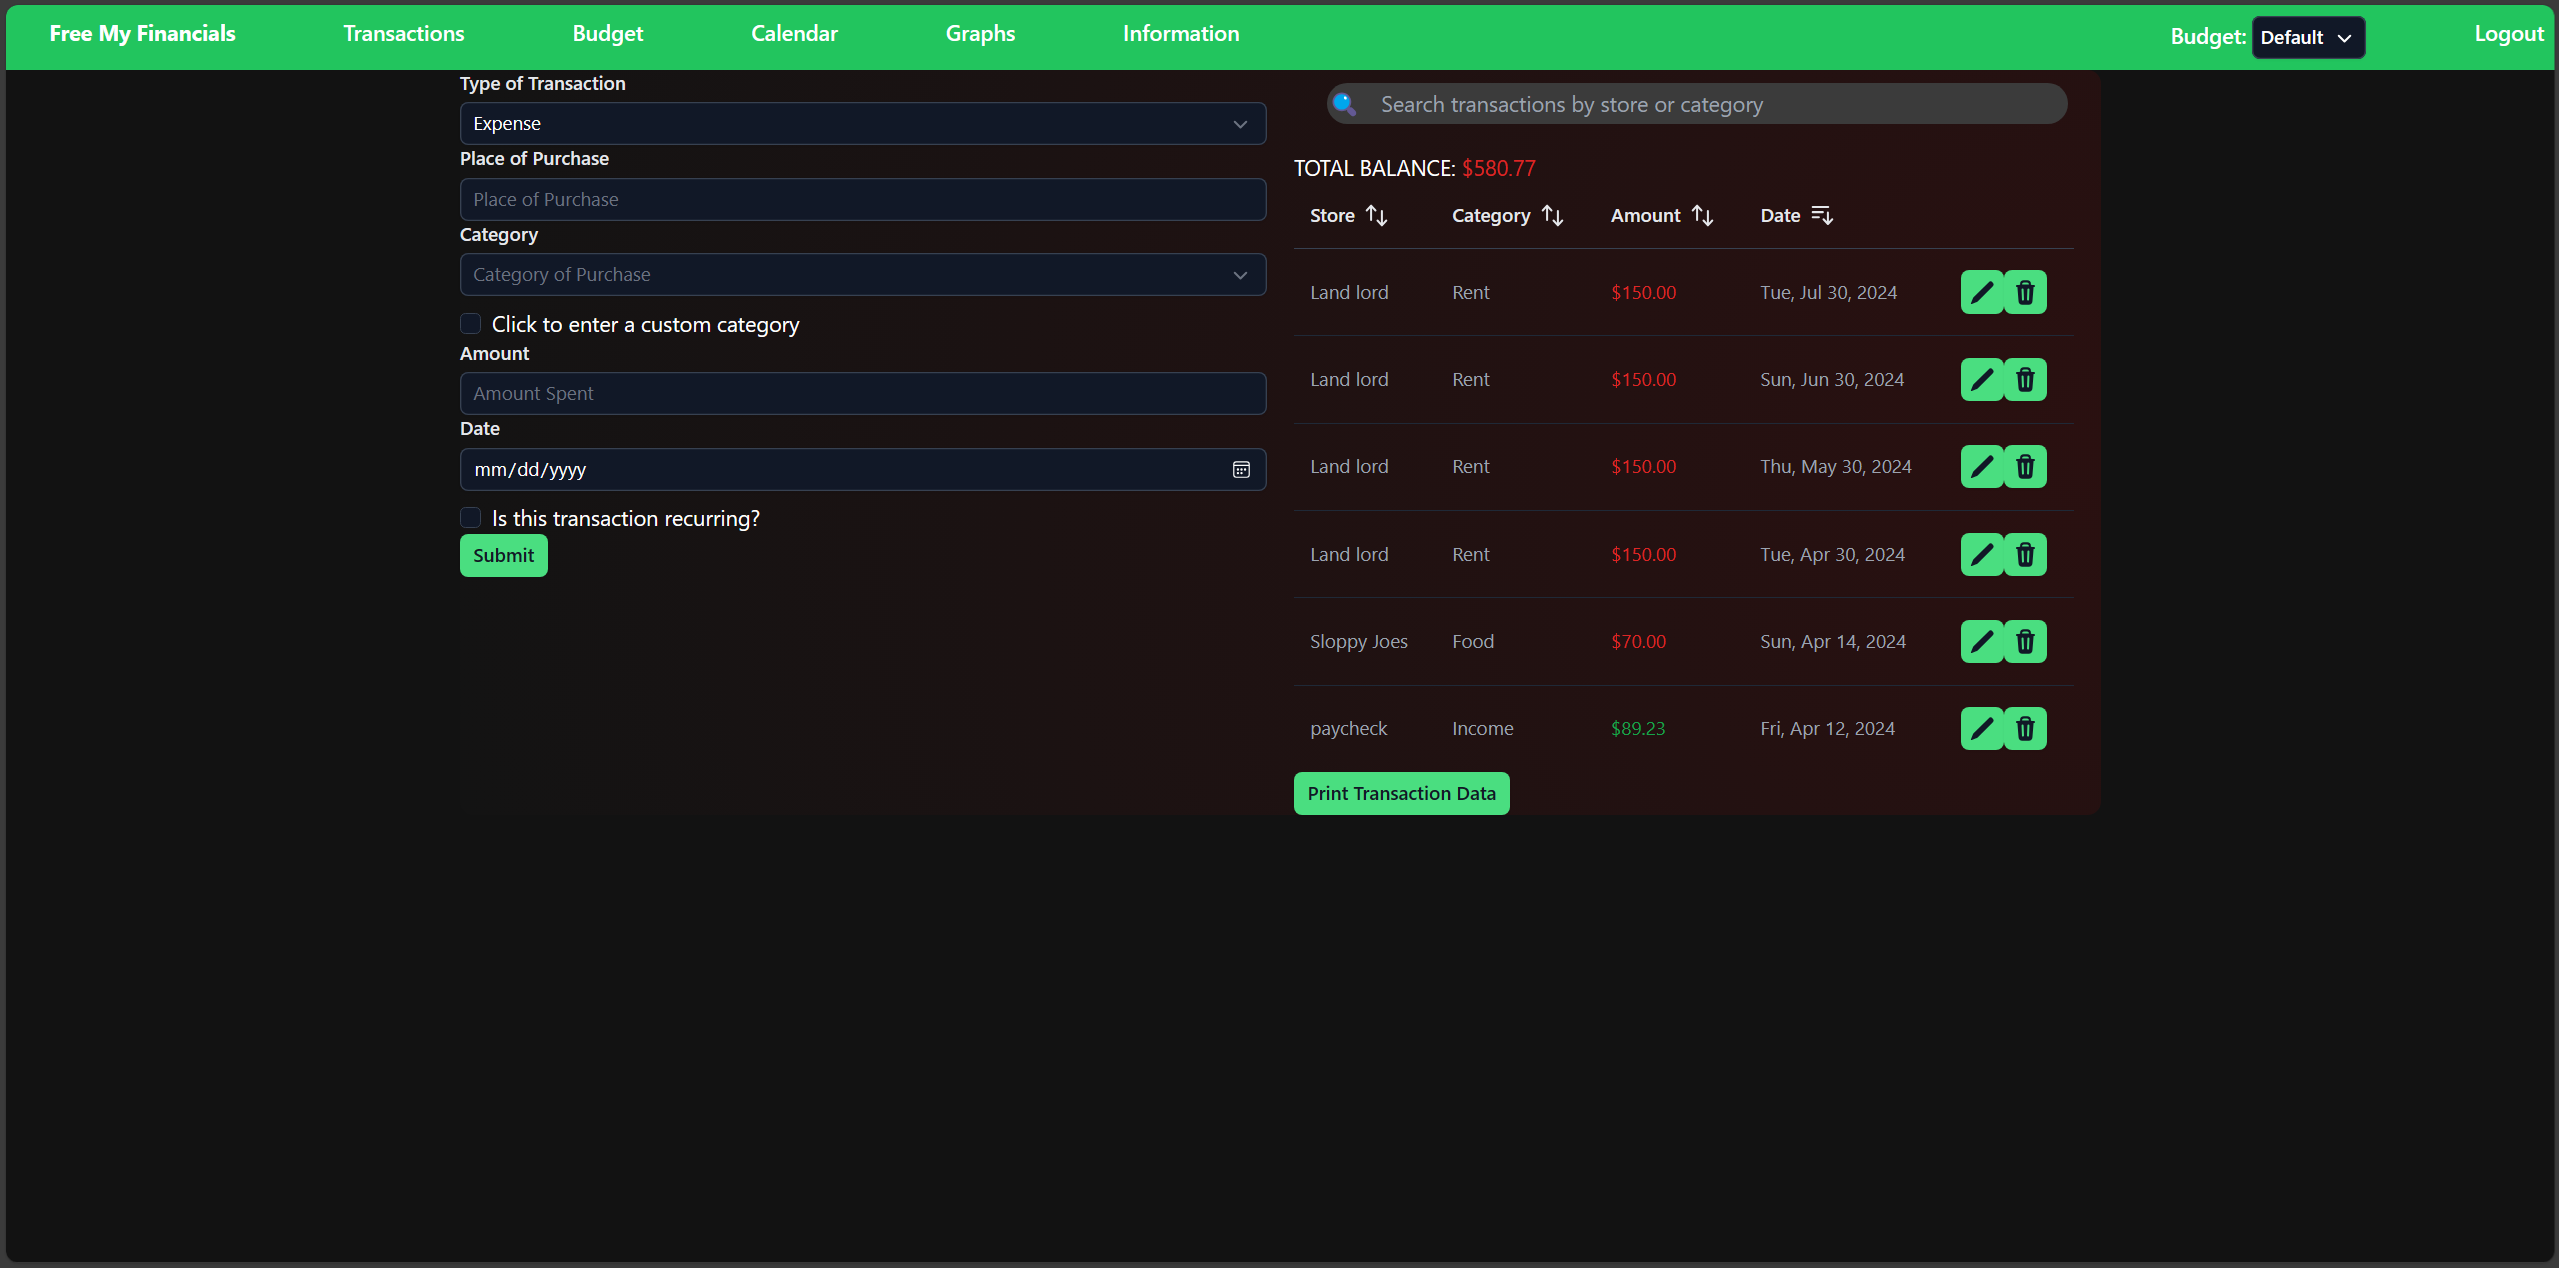 Free My Financials Transactions Budget Calendar Graphs Information Budget: Default Logout
Type of Transaction
Expense
Place of Purchase
Place of Purchase
Category
Category of Purchase
Click to enter a custom category
Amount
Amount Spent
Date
mm/dd/yyyy
Is this transaction recurring?
Submit
Search transactions by store or category
TOTAL BALANCE: $580.77
Store Category Amount Date
Land lord Rent $150.00 Tue, Jul 30, 2024
Land lord Rent $150.00 Sun, Jun 30, 2024
Land lord Rent $150.00 Thu, May 30, 2024
Land lord Rent $150.00 Tue, Apr 30, 2024
Sloppy Joes Food $70.00 Sun, Apr 14, 2024
paycheck Income $89.23 Fri, Apr 12, 2024
Print Transaction Data